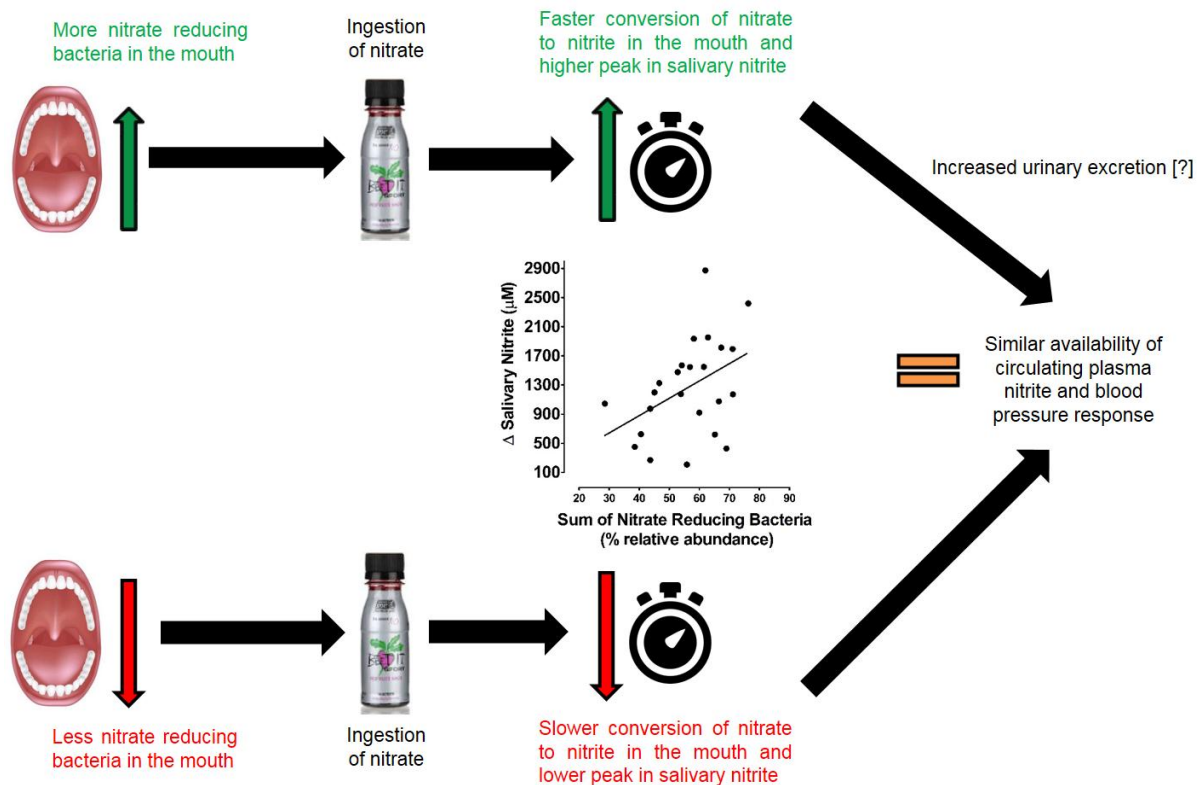 More nitrate reducing
bacteria in the mouth
Ingestion
of nitrate
Faster conversion of nitrate
to nitrite in the mouth and
higher peak in salivary nitrite
BEET IT
Increased urinary excretion [?]
Δ Salivary Nitrite (µM)
2900
2500
2100
1700
1300
900
500
100
20 30 40 50 60 70 80 90
Sum of Nitrate Reducing Bacteria
(% relative abundance)
Similar availability of
circulating plasma
nitrite and blood
pressure response
BEET IT
Less nitrate reducing
bacteria in the mouth
Ingestion
of nitrate
Slower conversion of nitrate
to nitrite in the mouth and
lower peak in salivary nitrite